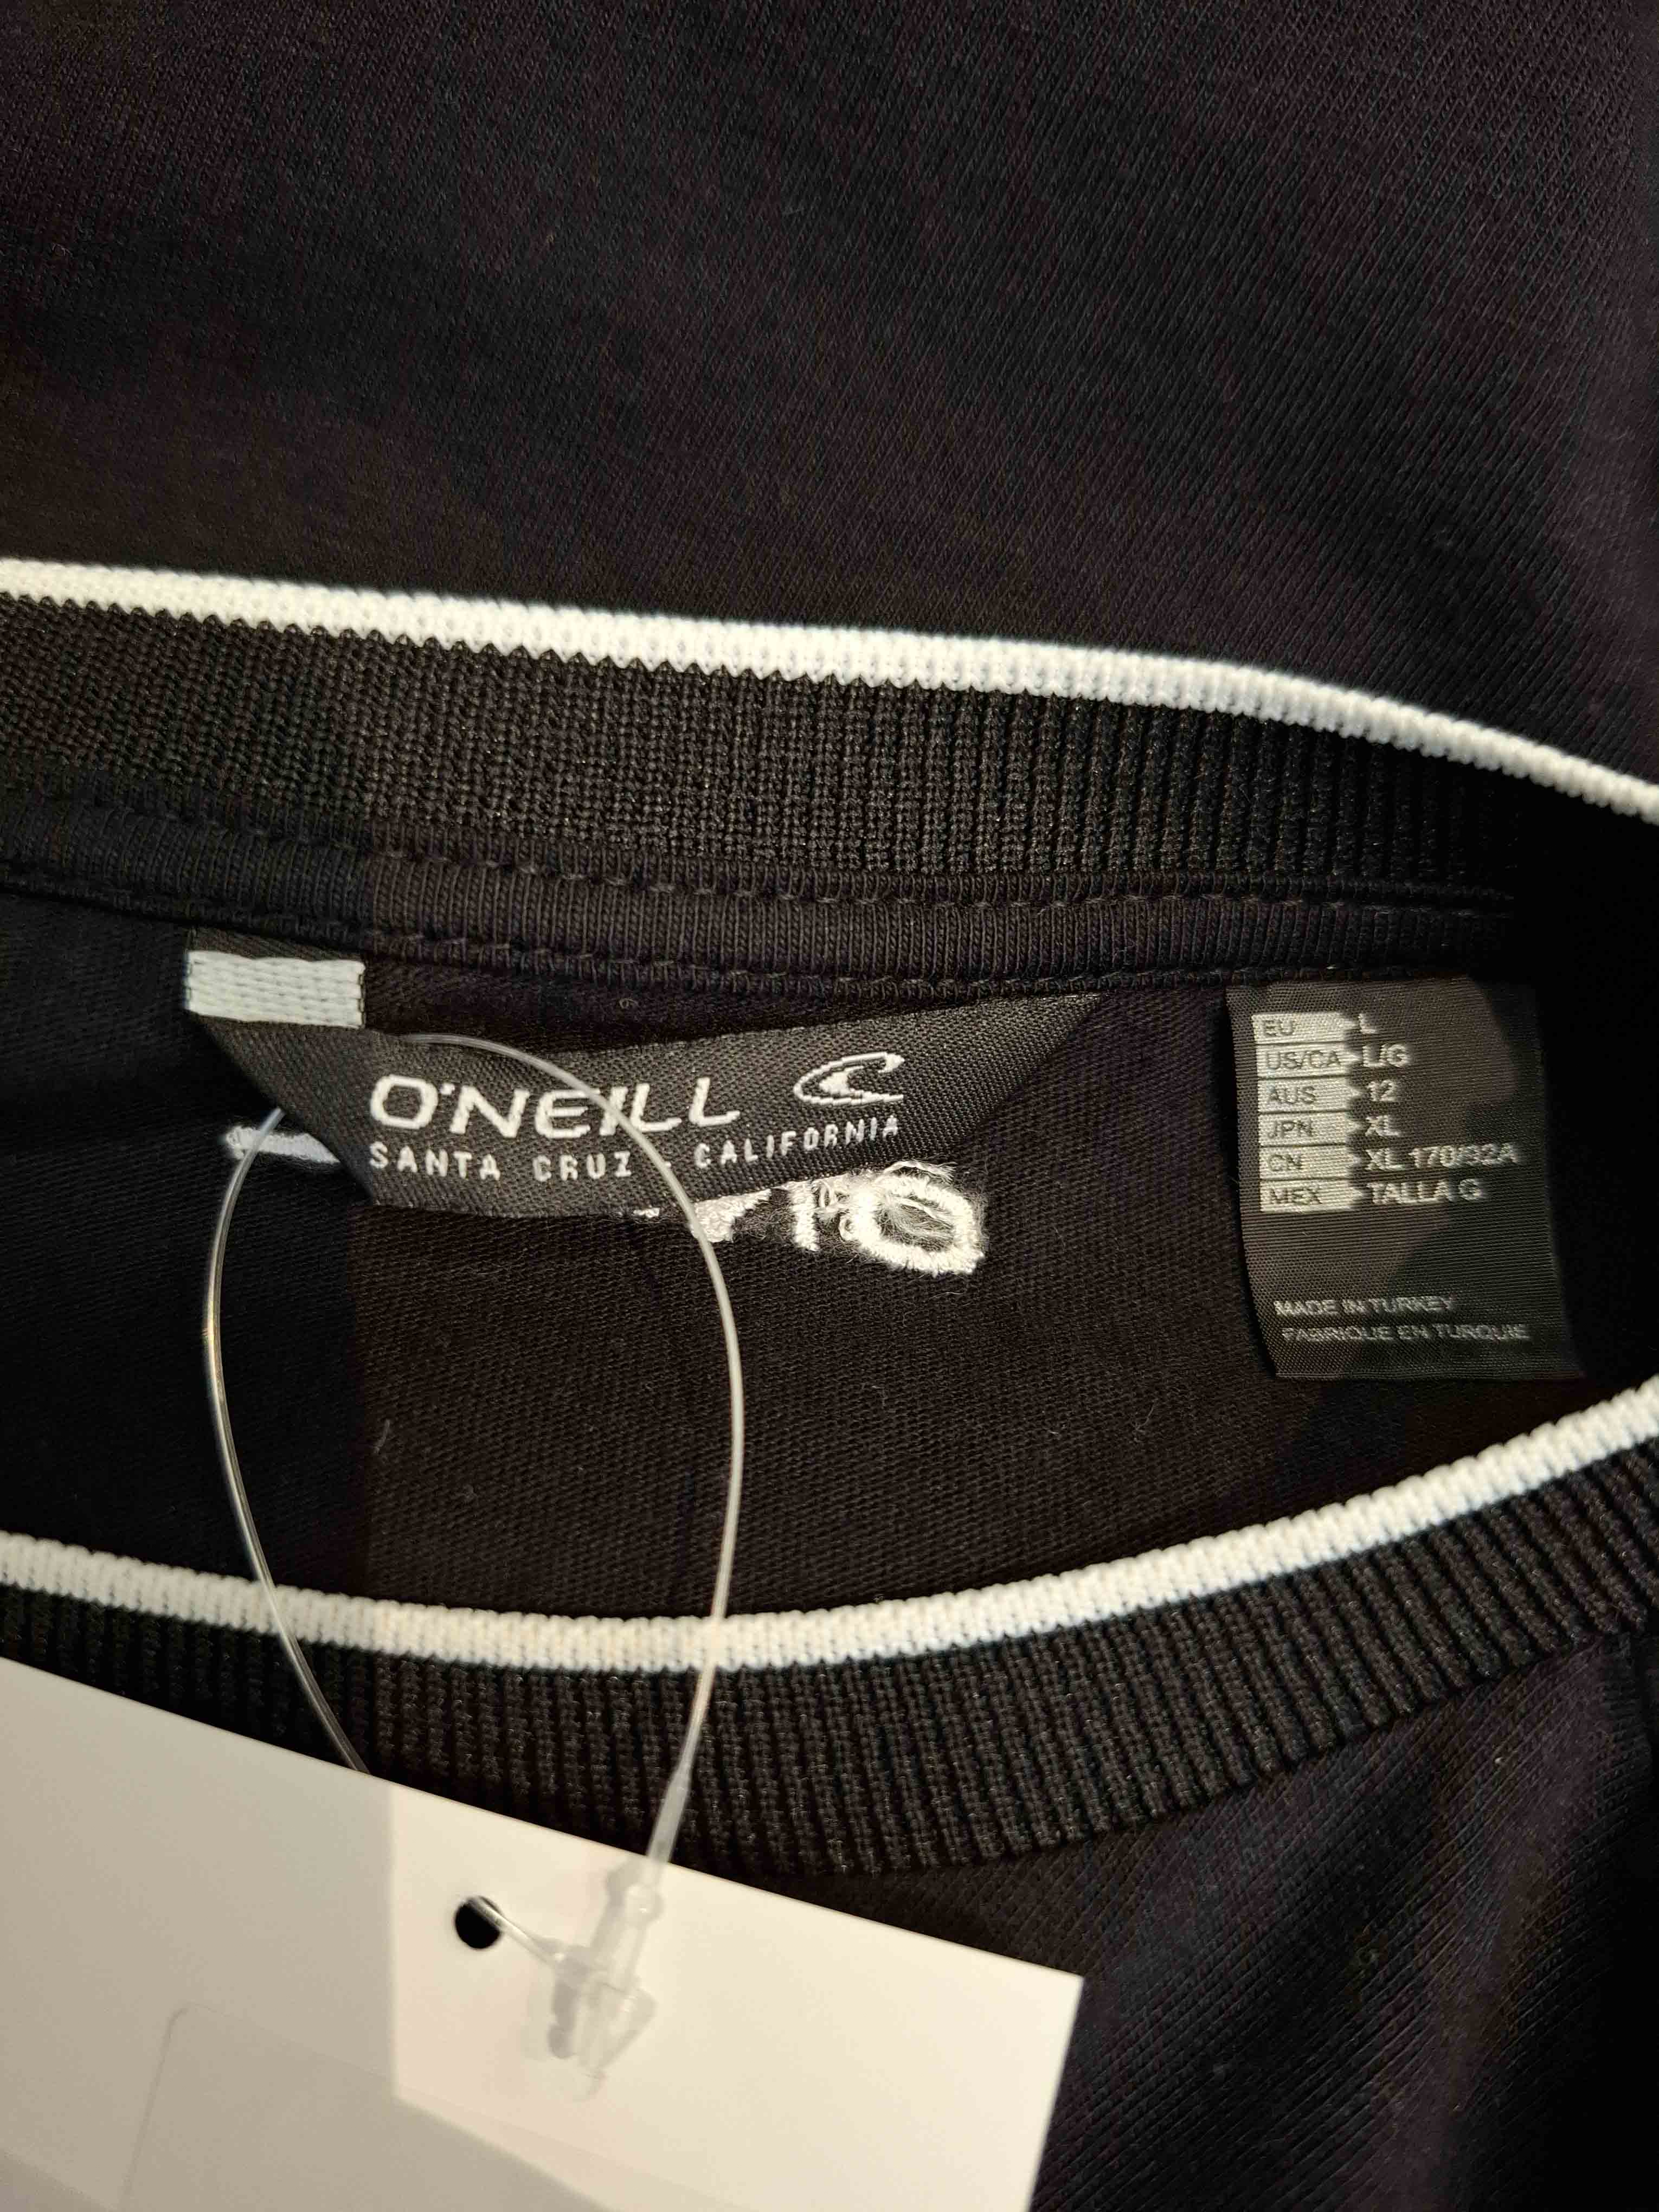 O'NEILL
SANTA CRUZ CALIFORNIA
EU L
US/CA L/G
AUS 12
JPN XL
CN XL 170/92A
MEX TALLA G
MADE IN TURKEY
FABRIQUE EN TURQUIE